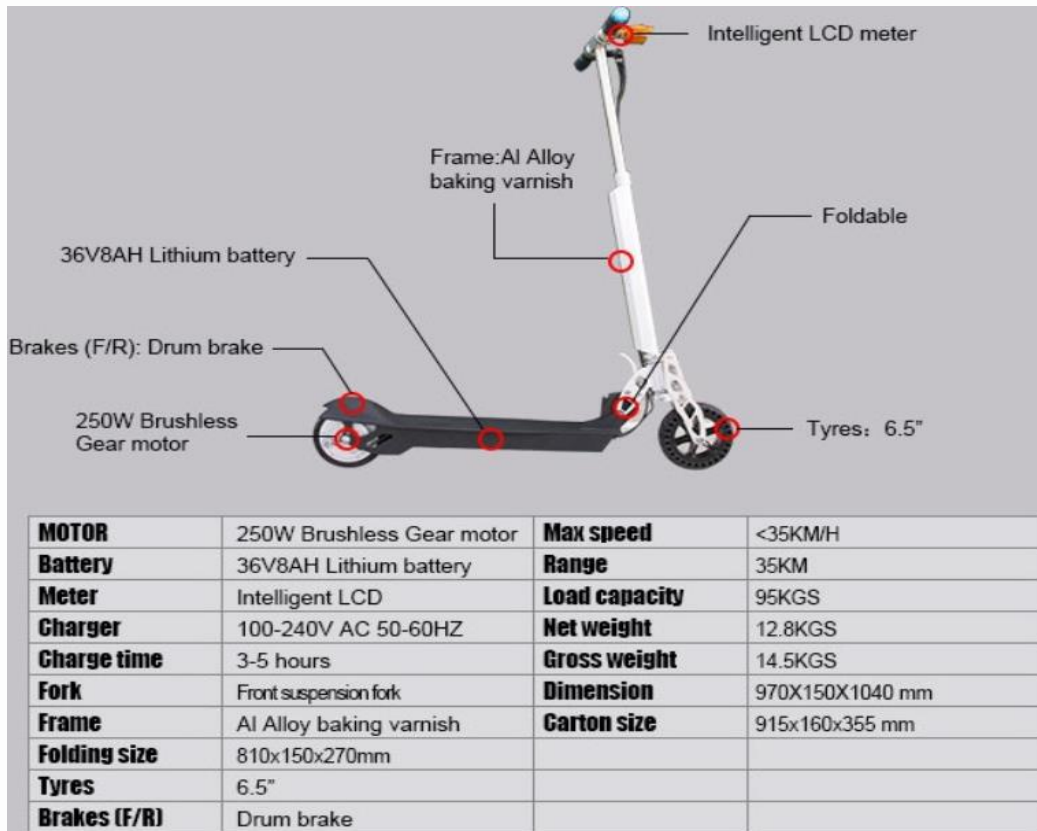 Intelligent LCD meter
Frame:Al Alloy
baking varnish
Foldable
36V8AH Lithium battery
Brakes (F/R): Drum brake
250W Brushless
Gear motor
Tyres: 6.5”
MOTOR 250W Brushless Gear motor Max speed <35KM/H
Battery 36V8AH Lithium battery Range 35KM
Meter Intelligent LCD Load capacity 95KGS
Charger 100-240V AC 50-60HZ Net weight 12.8KGS
Charge time 3-5 hours Gross weight 14.5KGS
Fork Front suspension fork Dimension 970X150X1040 mm
Frame Al Alloy baking varnish Carton size 915x160x355 mm
Folding size 810x150x270mm
Tyres 6.5”
Brakes (F/R) Drum brake